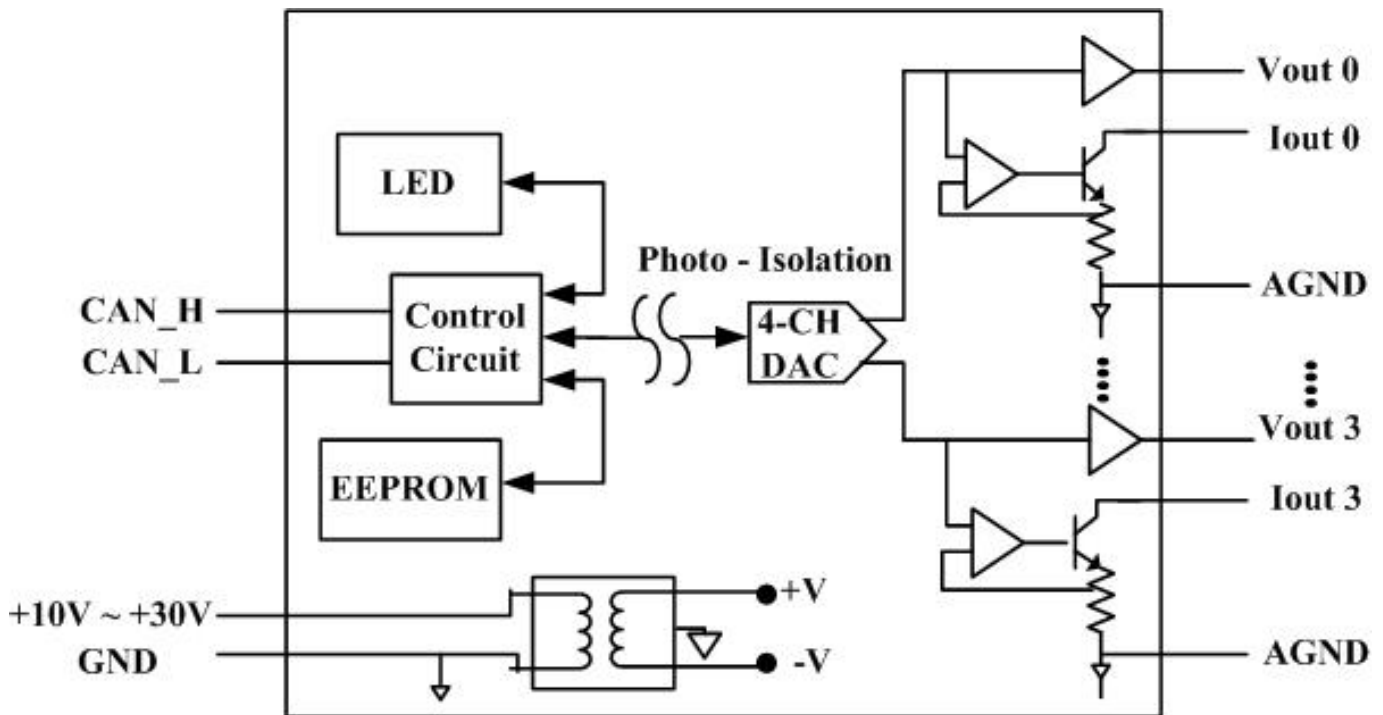 Vout 0
Iout 0
LED
Photo - Isolation
AGND
CAN_H
Control
Circuit
4-CH
DAC
CAN_L
Vout 3
EEPROM
Iout 3
+V
+10V ~ +30V
GND
-V
AGND